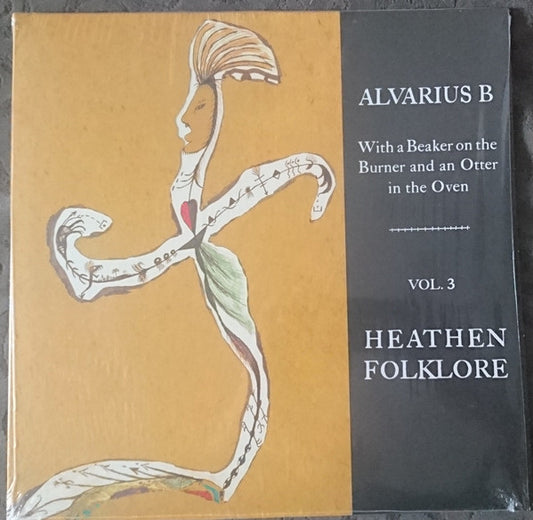 ALVARIUS B
With a Beaker on the
Burner and an Otter
in the Oven
VOL. 3
HEATHEN
FOLKLORE